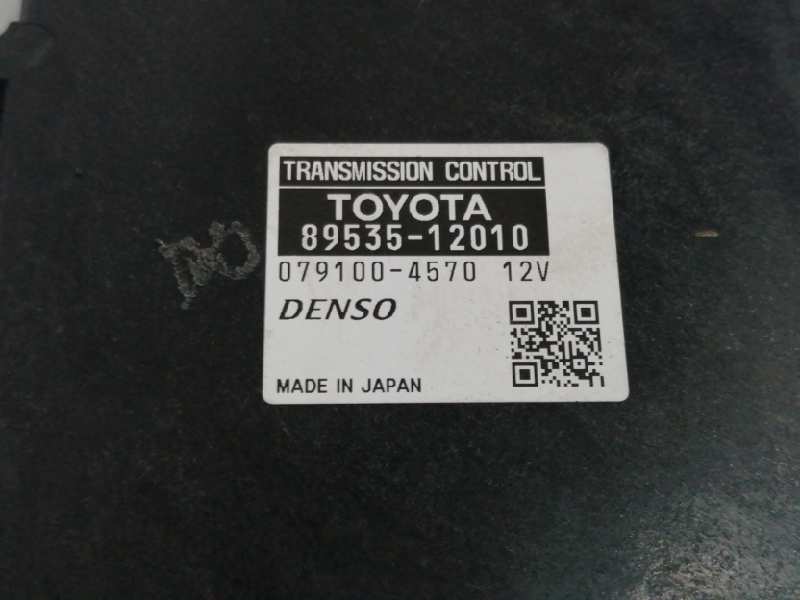 TRANSMISSION CONTROL
TOYOTA
89535-12010
079100-4570 12V
DENSO
MADE IN JAPAN